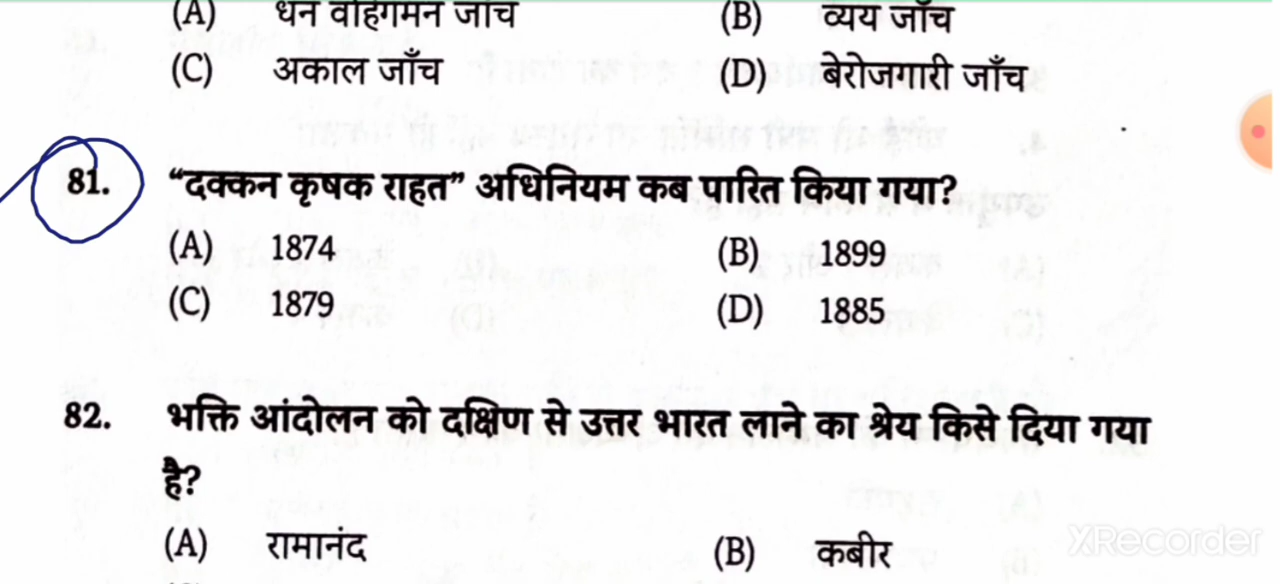 (A) धन वहिर्गमन जाँच (B) व्यय जाँच
(C) अकाल जाँच (D) बेरोजगारी जाँच
81. “दक्कन कृषक राहत” अधिनियम कब पारित किया गया?
(A) 1874 (B) 1899
(C) 1879 (D) 1885
82. भक्ति आंदोलन को दक्षिण से उत्तर भारत लाने का श्रेय किसे दिया गया
है?
(A) रामानंद (B) कबीर
XRecorder